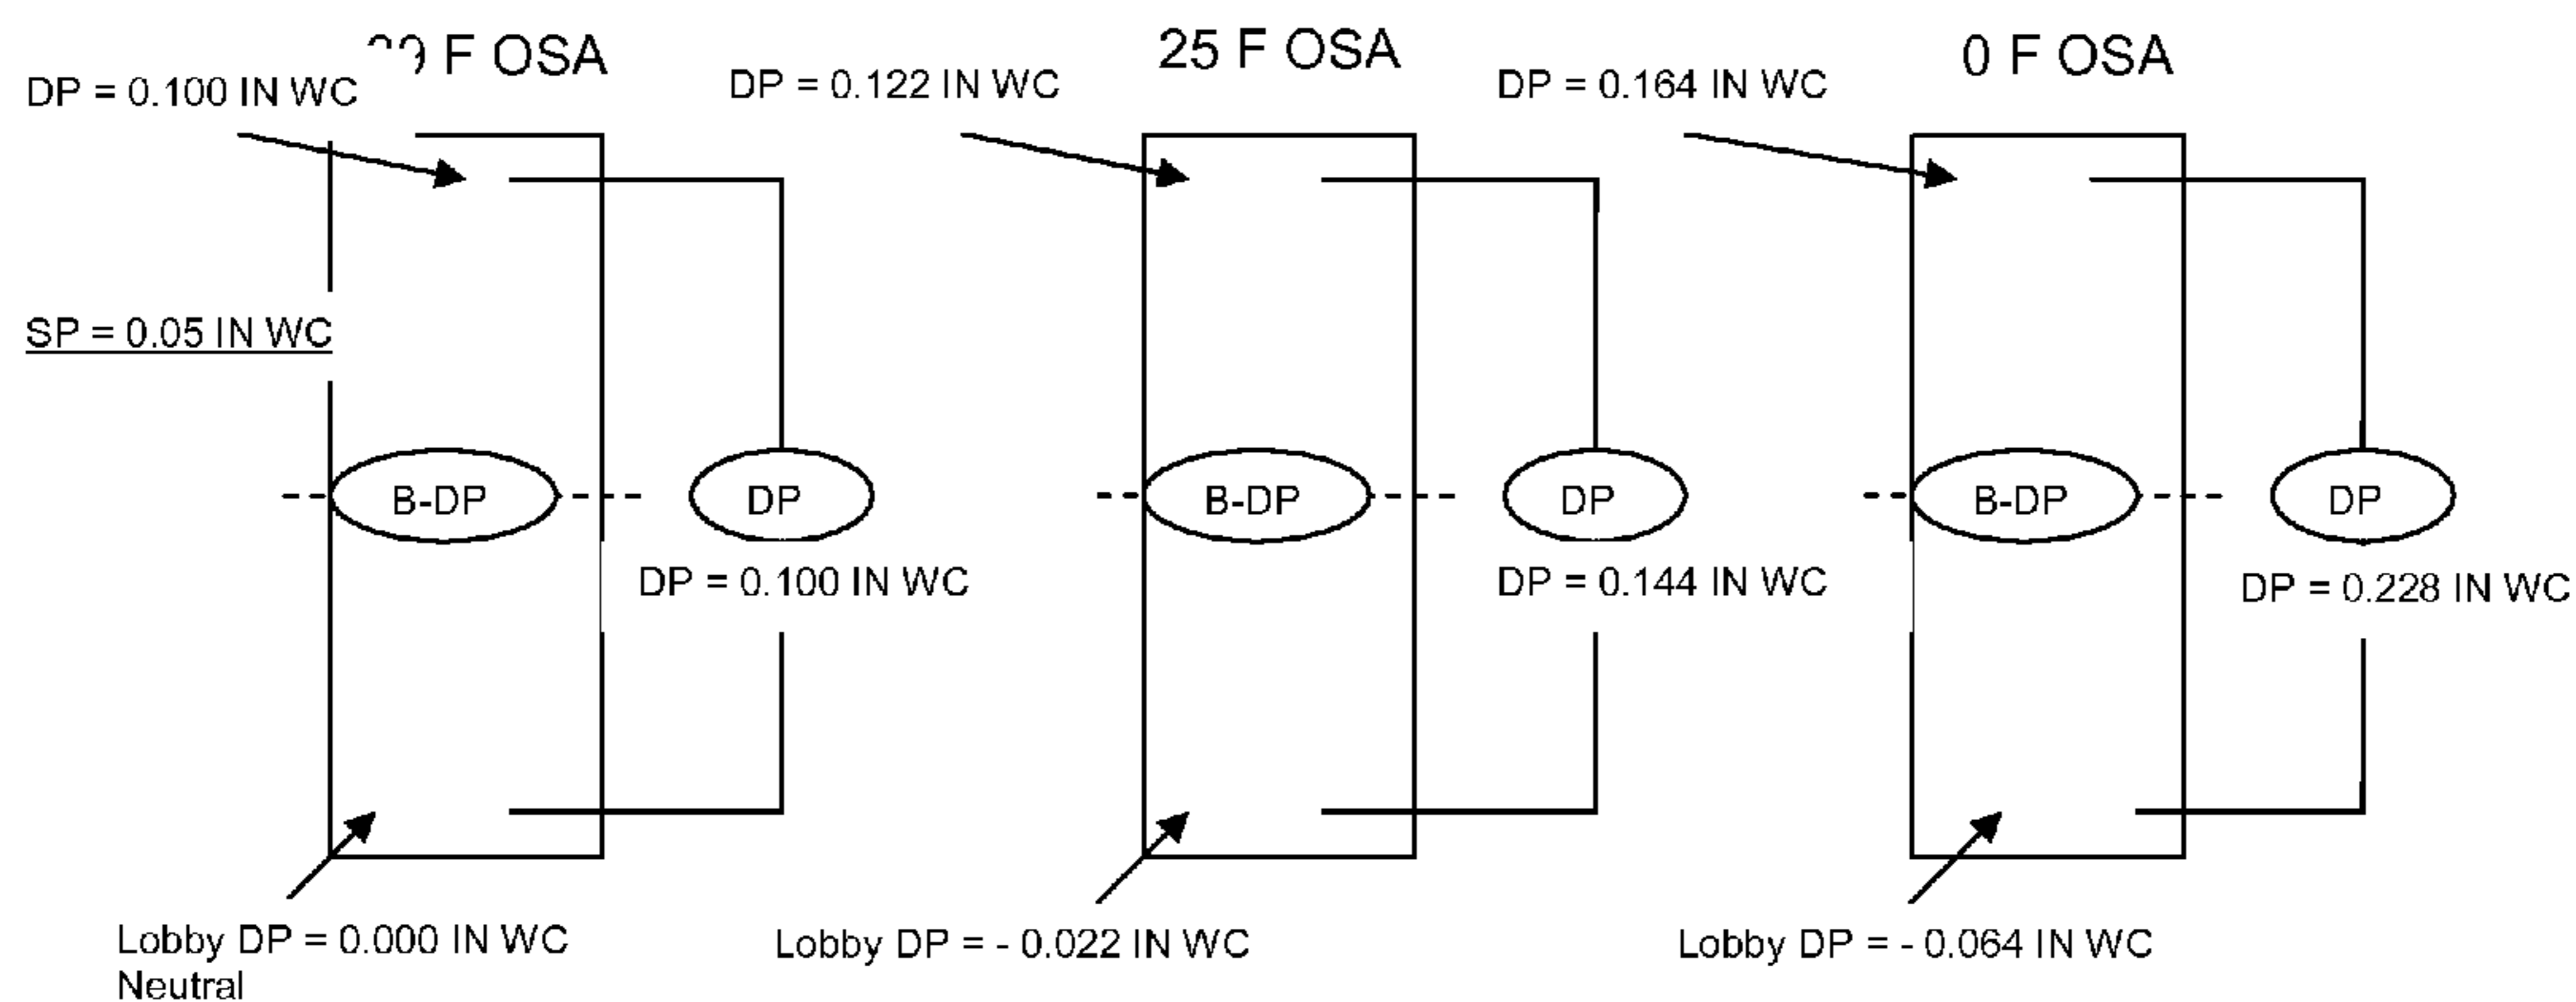 F OSA
25 F OSA
0 F OSA
DP = 0.100 IN WC
DP = 0.122 IN WC
DP = 0.164 IN WC
SP = 0.05 IN WC
B-DP
DP
B-DP
DP
B-DP
DP
DP = 0.100 IN WC
DP = 0.144 IN WC
DP = 0.228 IN WC
Lobby DP = 0.000 IN WC
Neutral
Lobby DP = - 0.022 IN WC
Lobby DP = - 0.064 IN WC